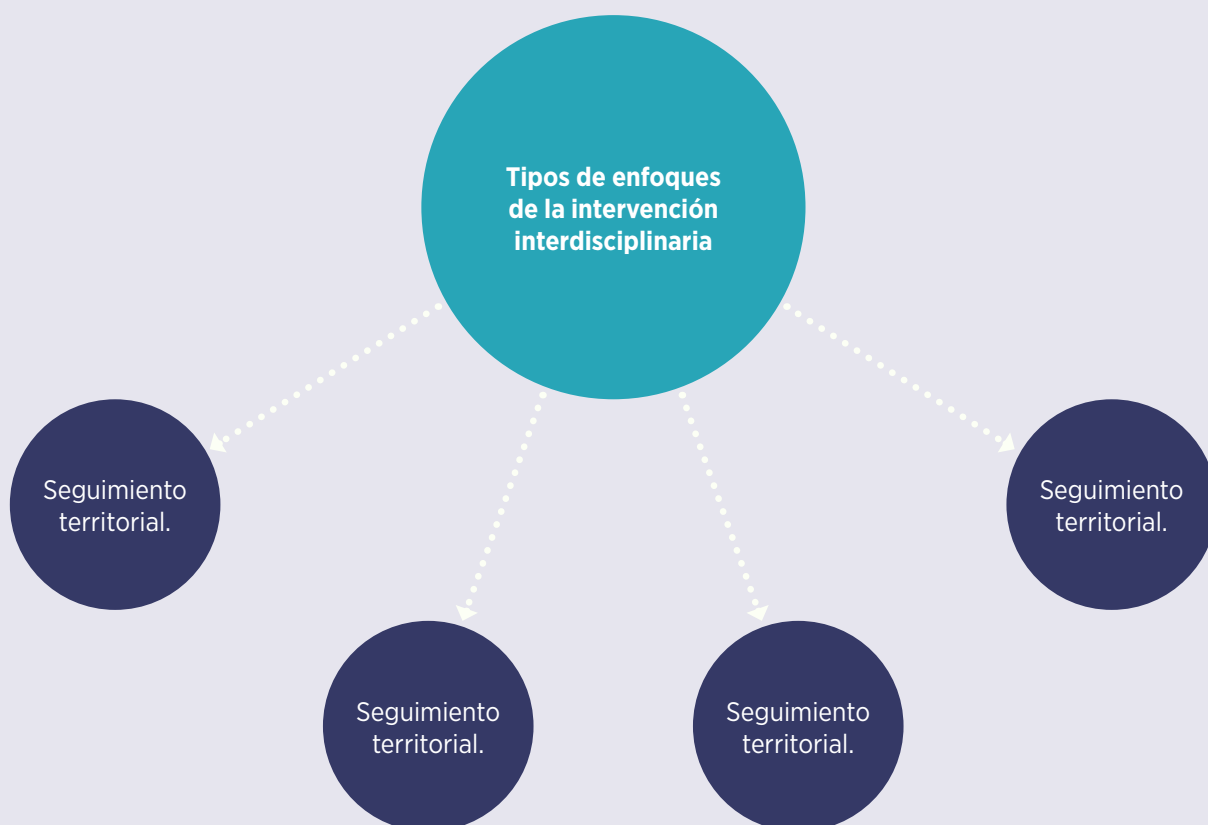 Tipos de enfoques
de la intervención
interdisciplinaria
Seguimiento
territorial.
Seguimiento
territorial.
Seguimiento
territorial.
Seguimiento
territorial.